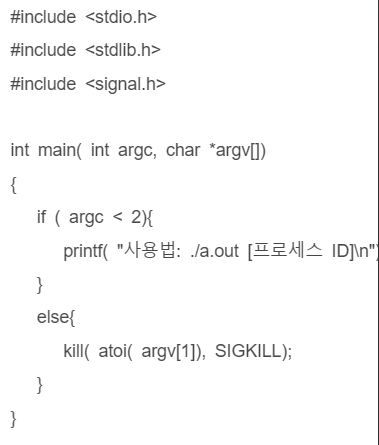 #include <stdio.h>
#include <stdlib.h>
#include <signal.h>
int main( int argc, char *argv[])
{
if ( argc < 2){
printf( "사용법: ./a.out [프로세스 ID]\n")
}
else{
kill( atoi( argv[1]), SIGKILL);
}
}